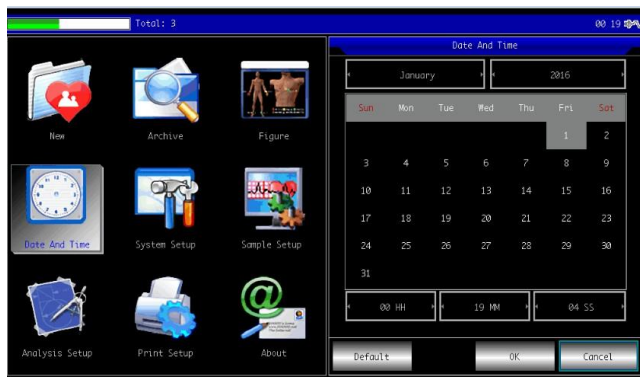 Total: 3
00 19
New
Archive
Figure
Date And Time
System Setup
Sample Setup
Analysis Setup
Print Setup
About
Date And Time
January
2016
Sun Mon Tue Wed Thu Fri Sat
1 2
3 4 5 6 7 8 9
10 11 12 13 14 15 16
17 18 19 20 21 22 23
24 25 26 27 28 29 30
31
00 HH
19 MM
04 SS
Default
OK
Cancel